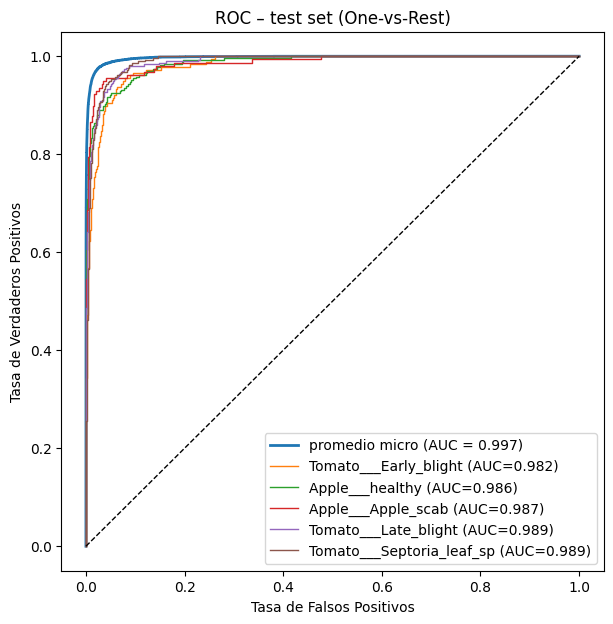 ROC – test set (One-vs-Rest)
Tasa de Verdaderos Positivos
1.0
0.8
0.6
0.4
0.2
0.0
promedio micro (AUC = 0.997)
Tomato___Early_blight (AUC=0.982)
Apple___healthy (AUC=0.986)
Apple___Apple_scab (AUC=0.987)
Tomato___Late_blight (AUC=0.989)
Tomato___Septoria_leaf_sp (AUC=0.989)
0.0 0.2 0.4 0.6 0.8 1.0
Tasa de Falsos Positivos